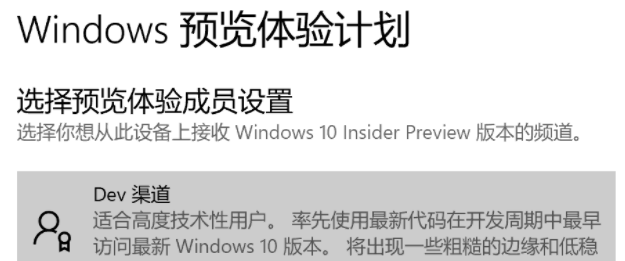 Windows 预览体验计划
选择预览体验成员设置
选择你想从此设备上接收 Windows 10 Insider Preview 版本的频道。
Dev 渠道
适合高度技术性用户。 率先使用最新代码在开发周期中最早
访问最新 Windows 10 版本。 将出现一些粗糙的边缘和低稳